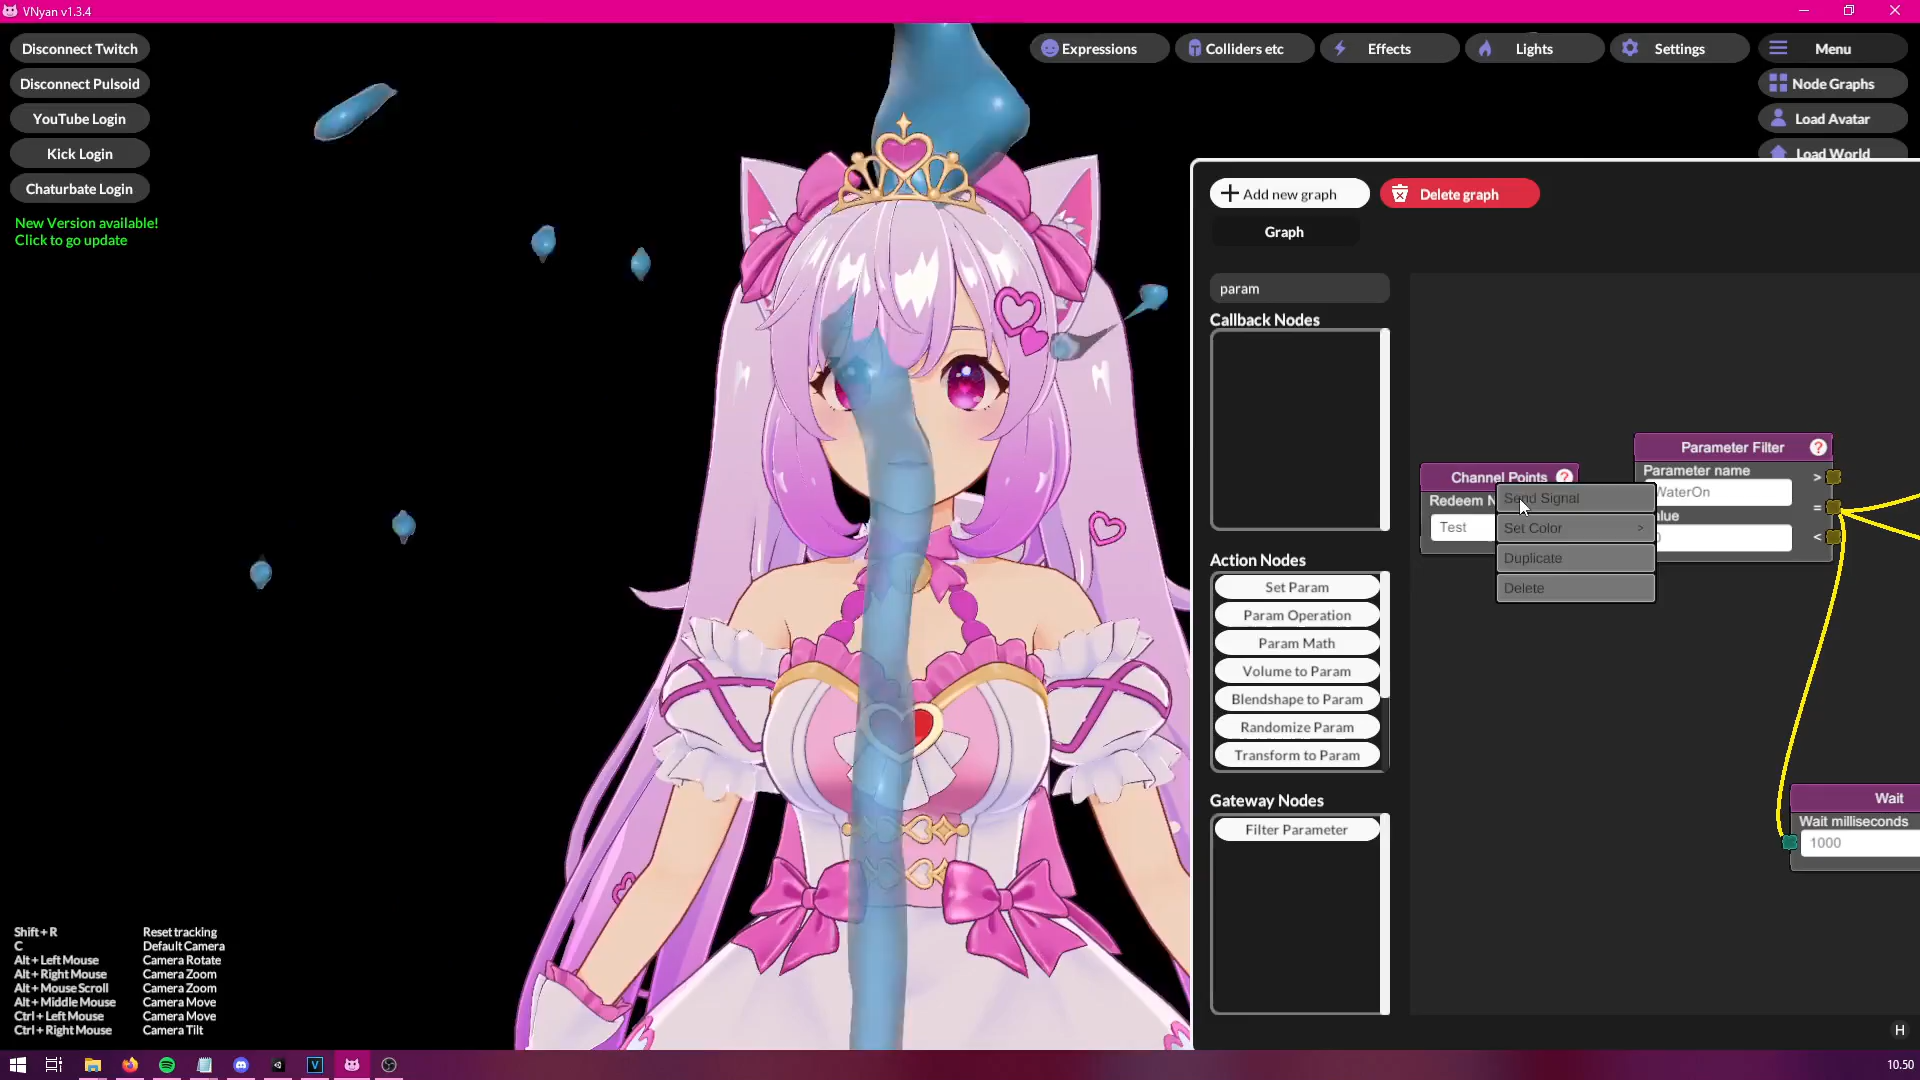 VNyan v1.3.4
Disconnect Twitch
Disconnect Pulsoid
YouTube Login
Kick Login
Chaturbate Login
New Version available!
Click to go update
Expressions
Colliders etc
Effects
Lights
Settings
Menu
Node Graphs
Load Avatar
Load World
Add new graph
Delete graph
Graph
param
Callback Nodes
Action Nodes
Set Param
Param Operation
Param Math
Volume to Param
Blendshape to Param
Randomize Param
Transform to Param
Gateway Nodes
Filter Parameter
Channel Points ?
Redeem N
Test
Send Signal
Set Color >
Duplicate
Delete
Parameter Filter ?
Parameter name >
WaterOn =
alue
0 <
Wait
Wait milliseconds
1000
Shift + R Reset tracking
C Default Camera
Alt + Left Mouse Camera Rotate
Alt + Right Mouse Camera Zoom
Alt + Mouse Scroll Camera Zoom
Alt + Middle Mouse Camera Move
Ctrl + Left Mouse Camera Move
Ctrl + Right Mouse Camera Tilt
H
10.50